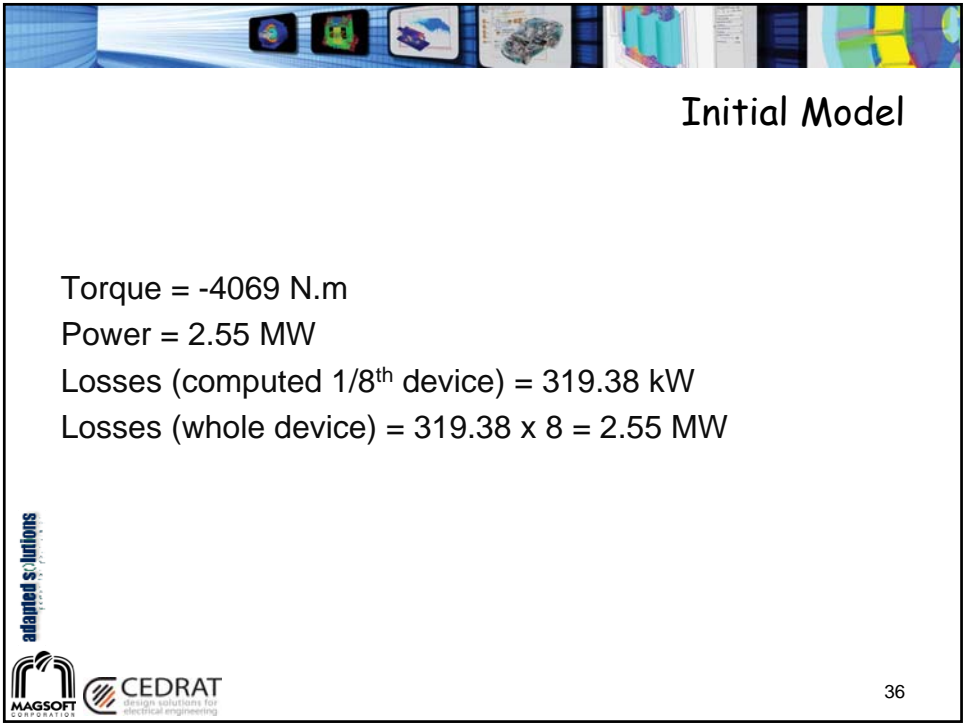 Initial Model
Torque = -4069 N.m
Power = 2.55 MW
Losses (computed 1/8th device) = 319.38 kW
Losses (whole device) = 319.38 x 8 = 2.55 MW
adapted solutions
MAGSOFT
CORPORATION
CEDRAT
design solutions for
electrical engineering
36